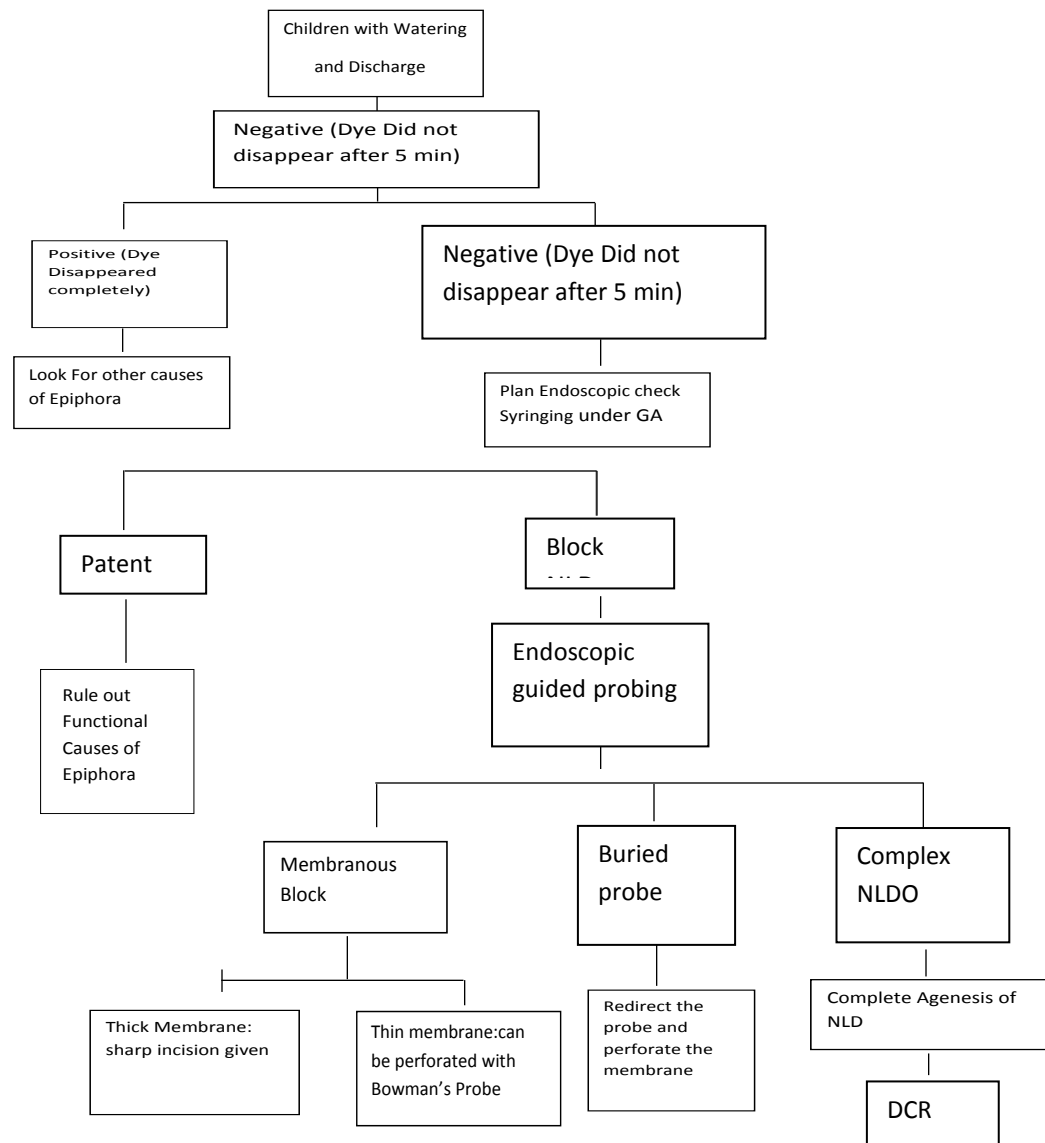 Children with Watering
and Discharge
Negative (Dye Did not
disappear after 5 min)
Positive (Dye
Disappeared
completely)
Negative (Dye Did not
disappear after 5 min)
Look For other causes
of Epiphora
Plan Endoscopic check
Syringing under GA
Patent
Block
Rule out
Functional
Causes of
Epiphora
Endoscopic
guided probing
Membranous
Block
Buried
probe
Complex
NLDO
Thick Membrane:
sharp incision given
Thin membrane:can
be perforated with
Bowman's Probe
Redirect the
probe and
perforate the
membrane
Complete Agenesis of
NLD
DCR